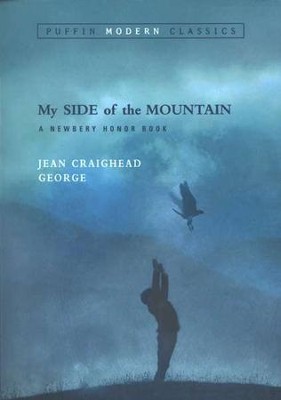 PUFFIN MODERN CLASSICS
My SIDE of the MOUNTAIN
A NEWBERY HONOR BOOK
JEAN CRAIGHEAD
GEORGE